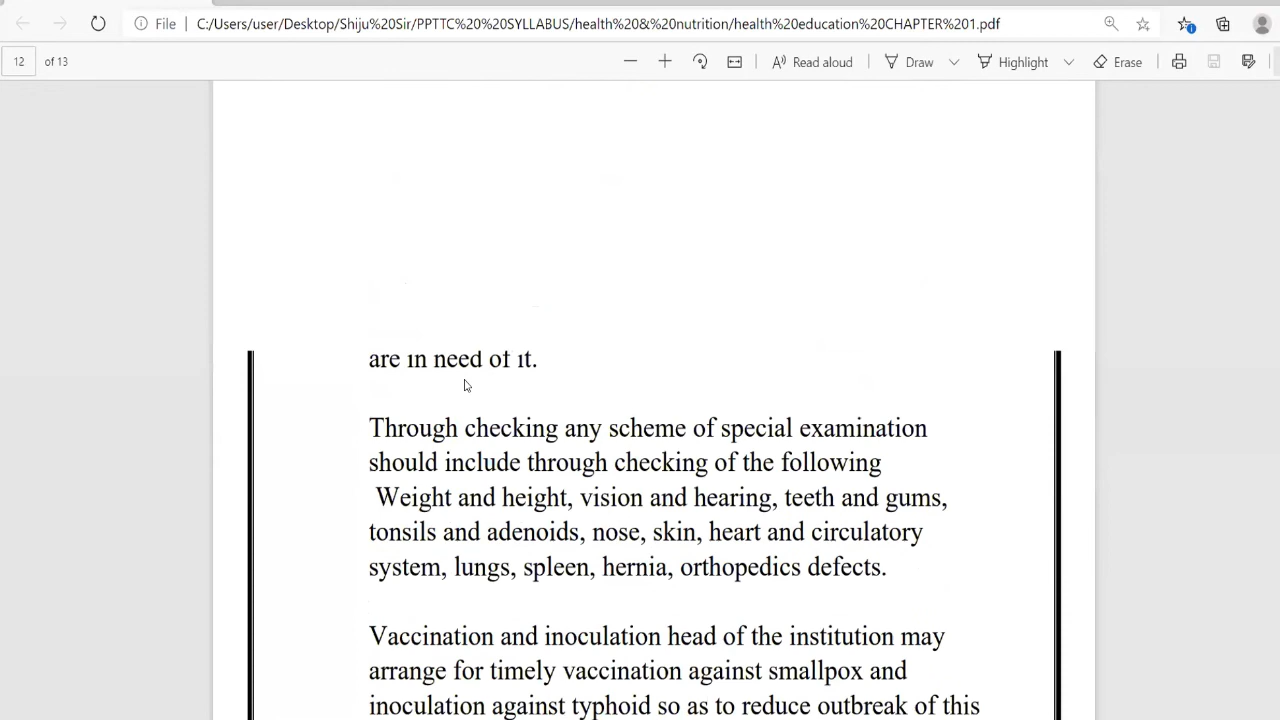 File C:/Users/user/Desktop/Shiju%20Sir/PPTTC%20%20SYLLABUS/health%20&%20nutrition/health%20education%20CHAPTER%201.pdf
12 of 13 Read aloud Draw Highlight Erase
are in need of it.
Through checking any scheme of special examination
should include through checking of the following
Weight and height, vision and hearing, teeth and gums,
tonsils and adenoids, nose, skin, heart and circulatory
system, lungs, spleen, hernia, orthopedics defects.
Vaccination and inoculation head of the institution may
arrange for timely vaccination against smallpox and
inoculation against typhoid so as to reduce outbreak of this